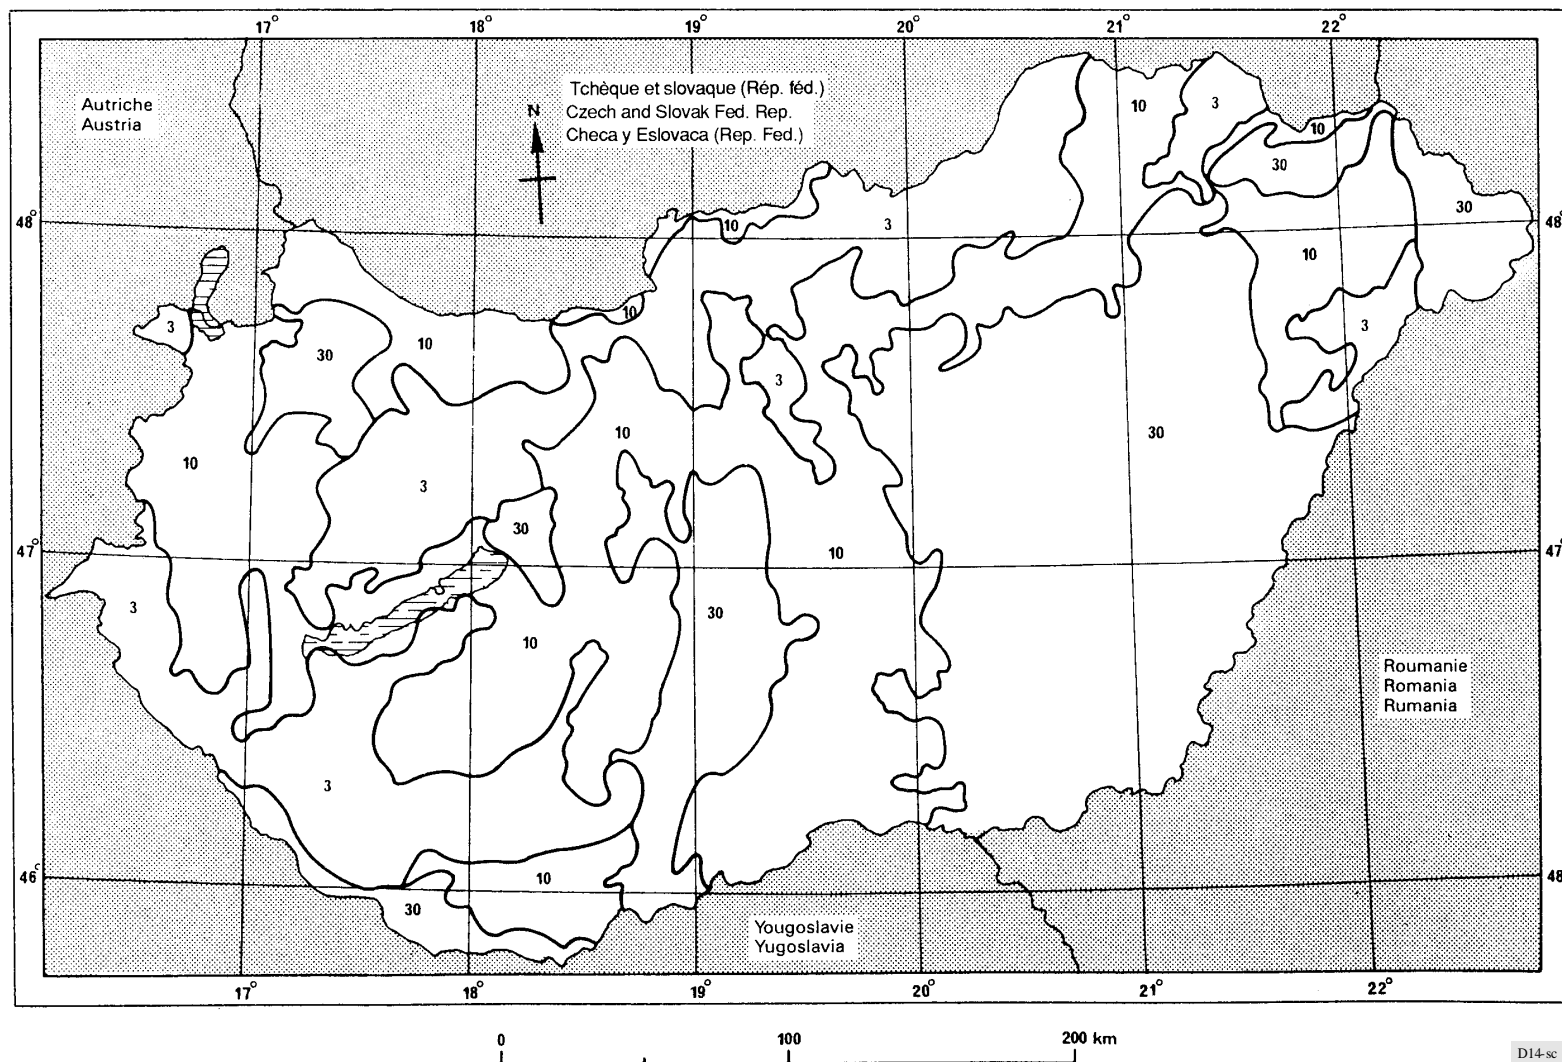 17° 18° 19° 20° 21° 22°
Tchèque et slovaque (Rép. féd.)
Czech and Slovak Fed. Rep.
Checa y Eslovaca (Rep. Fed.)
N
Autriche
Austria
10 3
10
30
48° 30 48°
10 3
10
10
3 10 3
30 10
3
10 30
10
3
30
47° 10 47°
3 30
10
Roumanie
Romania
Rumania
3
46° 10 48°
30
Yougoslavie
Yugoslavia
17° 18° 19° 20° 21° 22°
0 100 200 km
D14-sc